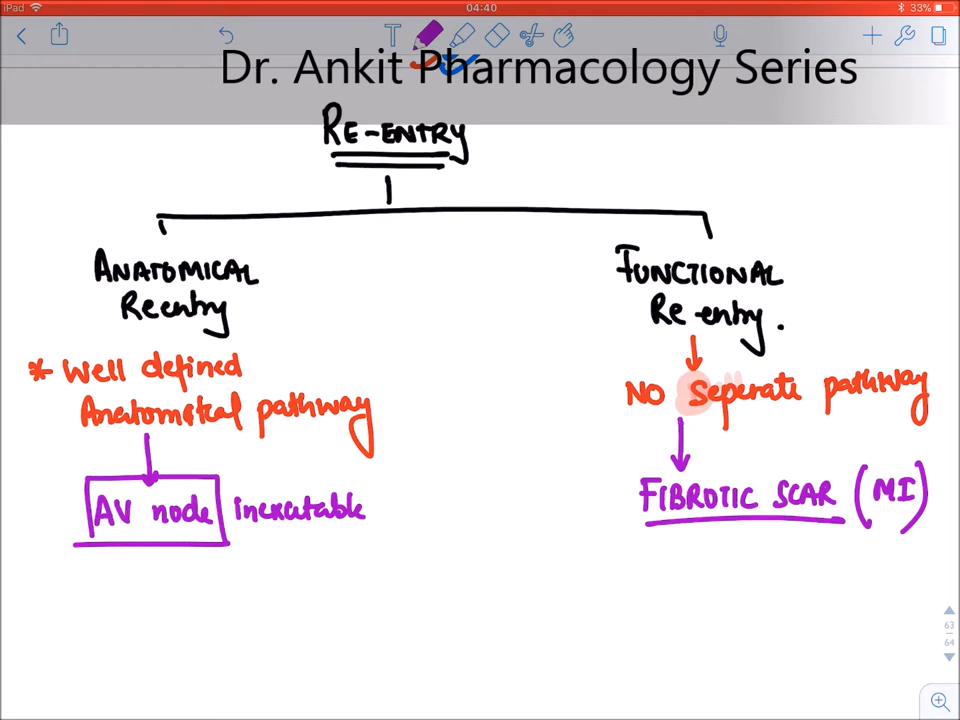 iPad 04:40 33%
T
Dr. Ankit Pharmacology Series
RE-ENTRY
ANATOMICAL
Reentry
FUNCTIONAL
Re-entry.
* Well defined
Anatomical pathway
NO Seperate pathway
AV node inexcitable
FIBROTIC SCAR (MI)
63
64